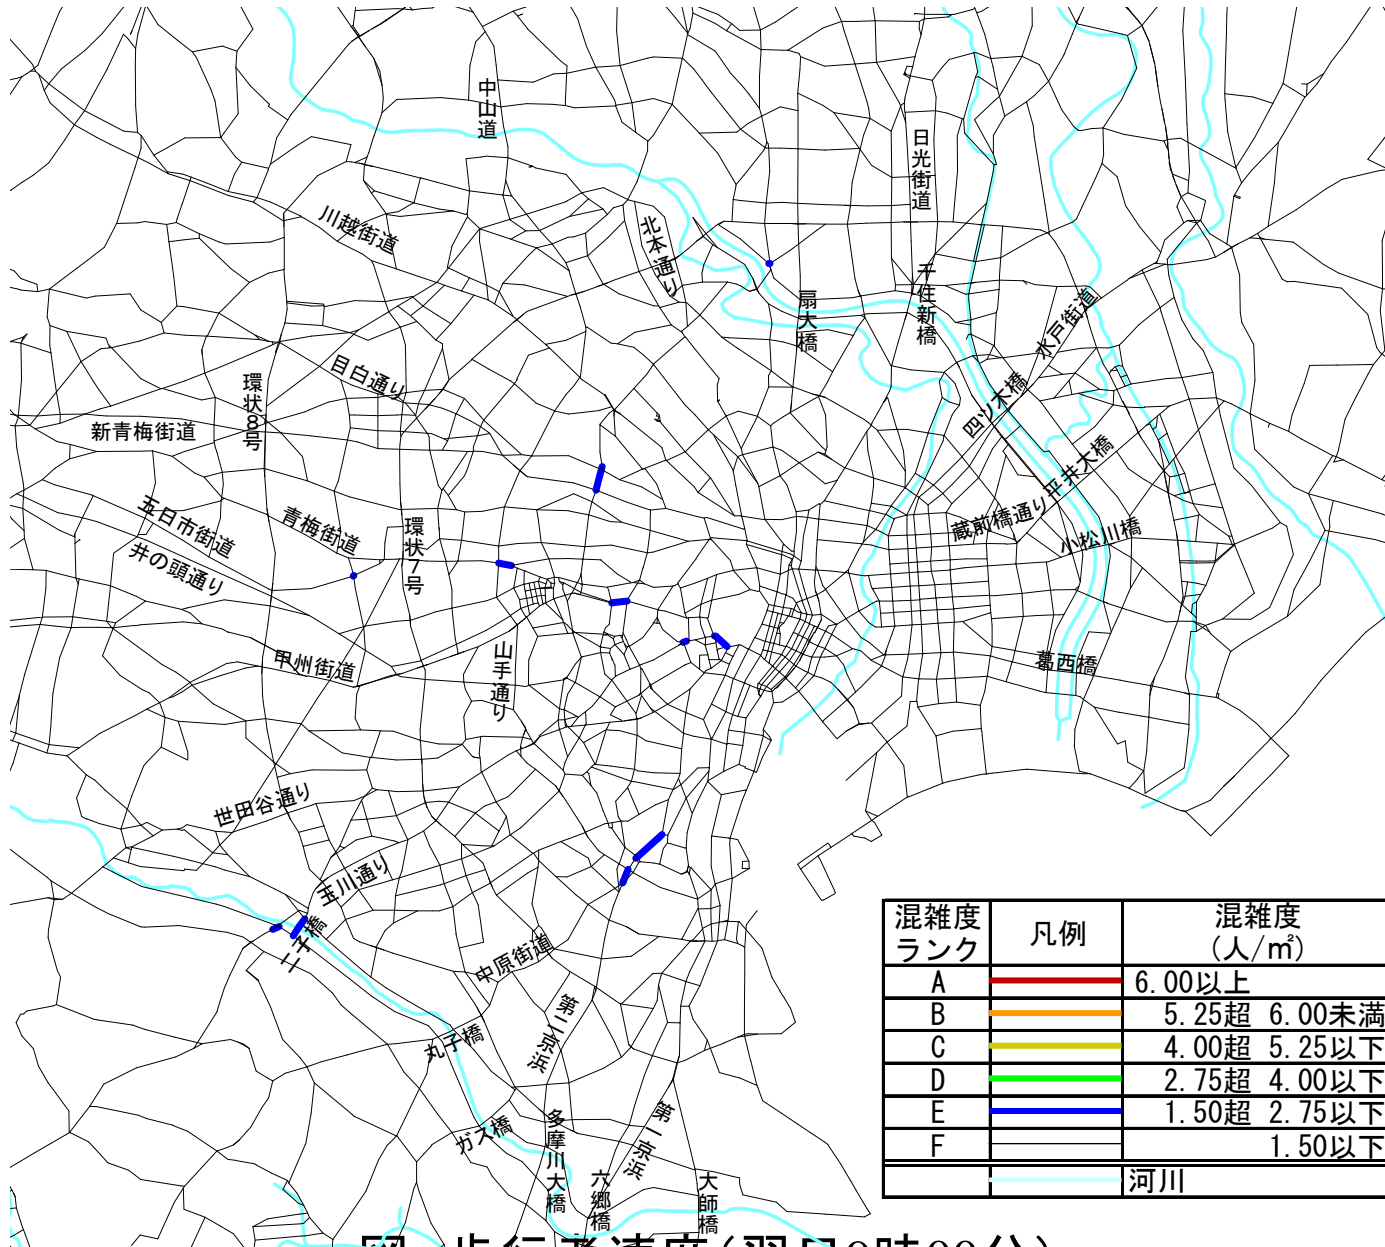 中山道
日光街道
川越街道
北本通り
千住新橋
扇大橋
水戸街道
目白通り
環状8号
新青梅街道
四ツ木橋
平井大橋
五日市街道
青梅街道
環状7号
蔵前橋通り
小松川橋
井の頭通り
甲州街道
山手通り
葛西橋
世田谷通り
玉川通り
二子橋
中原街道
第二京浜
丸子橋
ガス橋
多摩川大橋
第一京浜
六郷橋
大師橋
混雑度ランク 凡例 混雑度(人/㎡)
A 6.00以上
B 5.25超 6.00未満
C 4.00超 5.25以下
D 2.75超 4.00以下
E 1.50超 2.75以下
F 1.50以下
河川